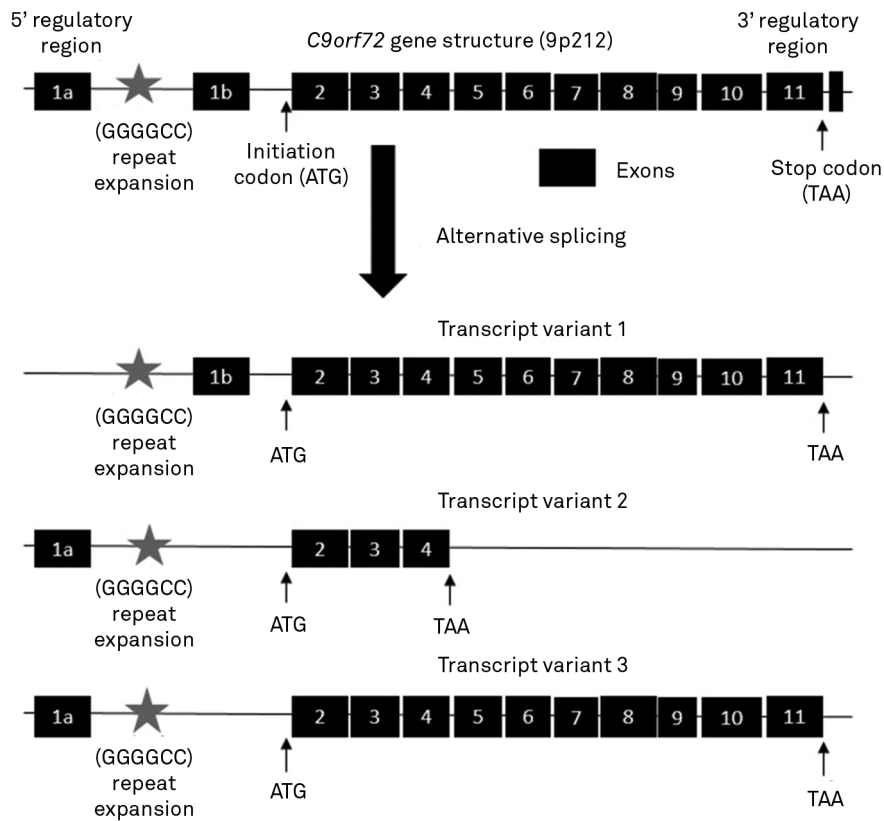 5’ regulatory
region
C9orf72 gene structure (9p212)
3’ regulatory
region
1a 1b 2 3 4 5 6 7 8 9 10 11
(GGGGCC)
repeat
expansion
Initiation
codon (ATG)
Exons
Stop codon
(TAA)
Alternative splicing
Transcript variant 1
1b 2 3 4 5 6 7 8 9 10 11
(GGGGCC)
repeat
expansion
ATG
TAA
Transcript variant 2
1a 2 3 4
(GGGGCC)
repeat
expansion
ATG
TAA
Transcript variant 3
1a 2 3 4 5 6 7 8 9 10 11
(GGGGCC)
repeat
expansion
ATG
TAA